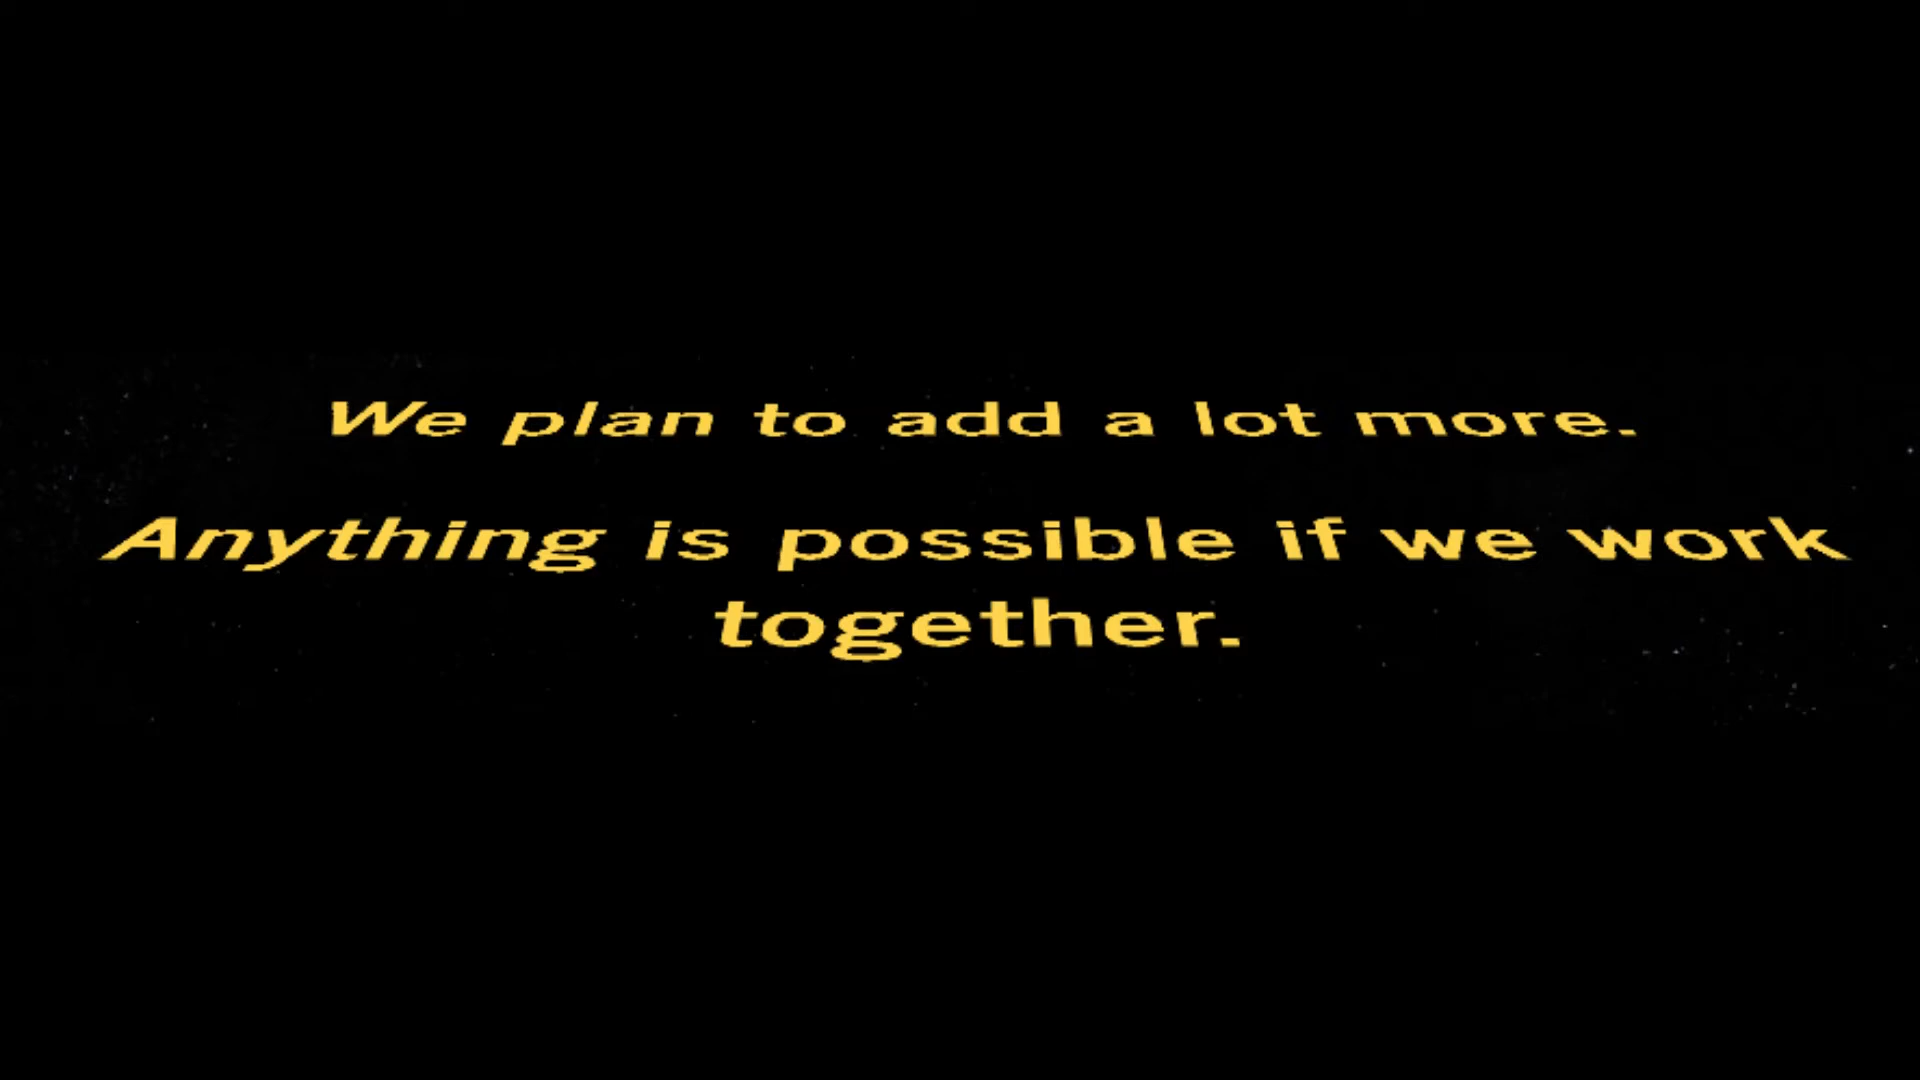 We plan to add a lot more.
Anything is possible if we work
together.